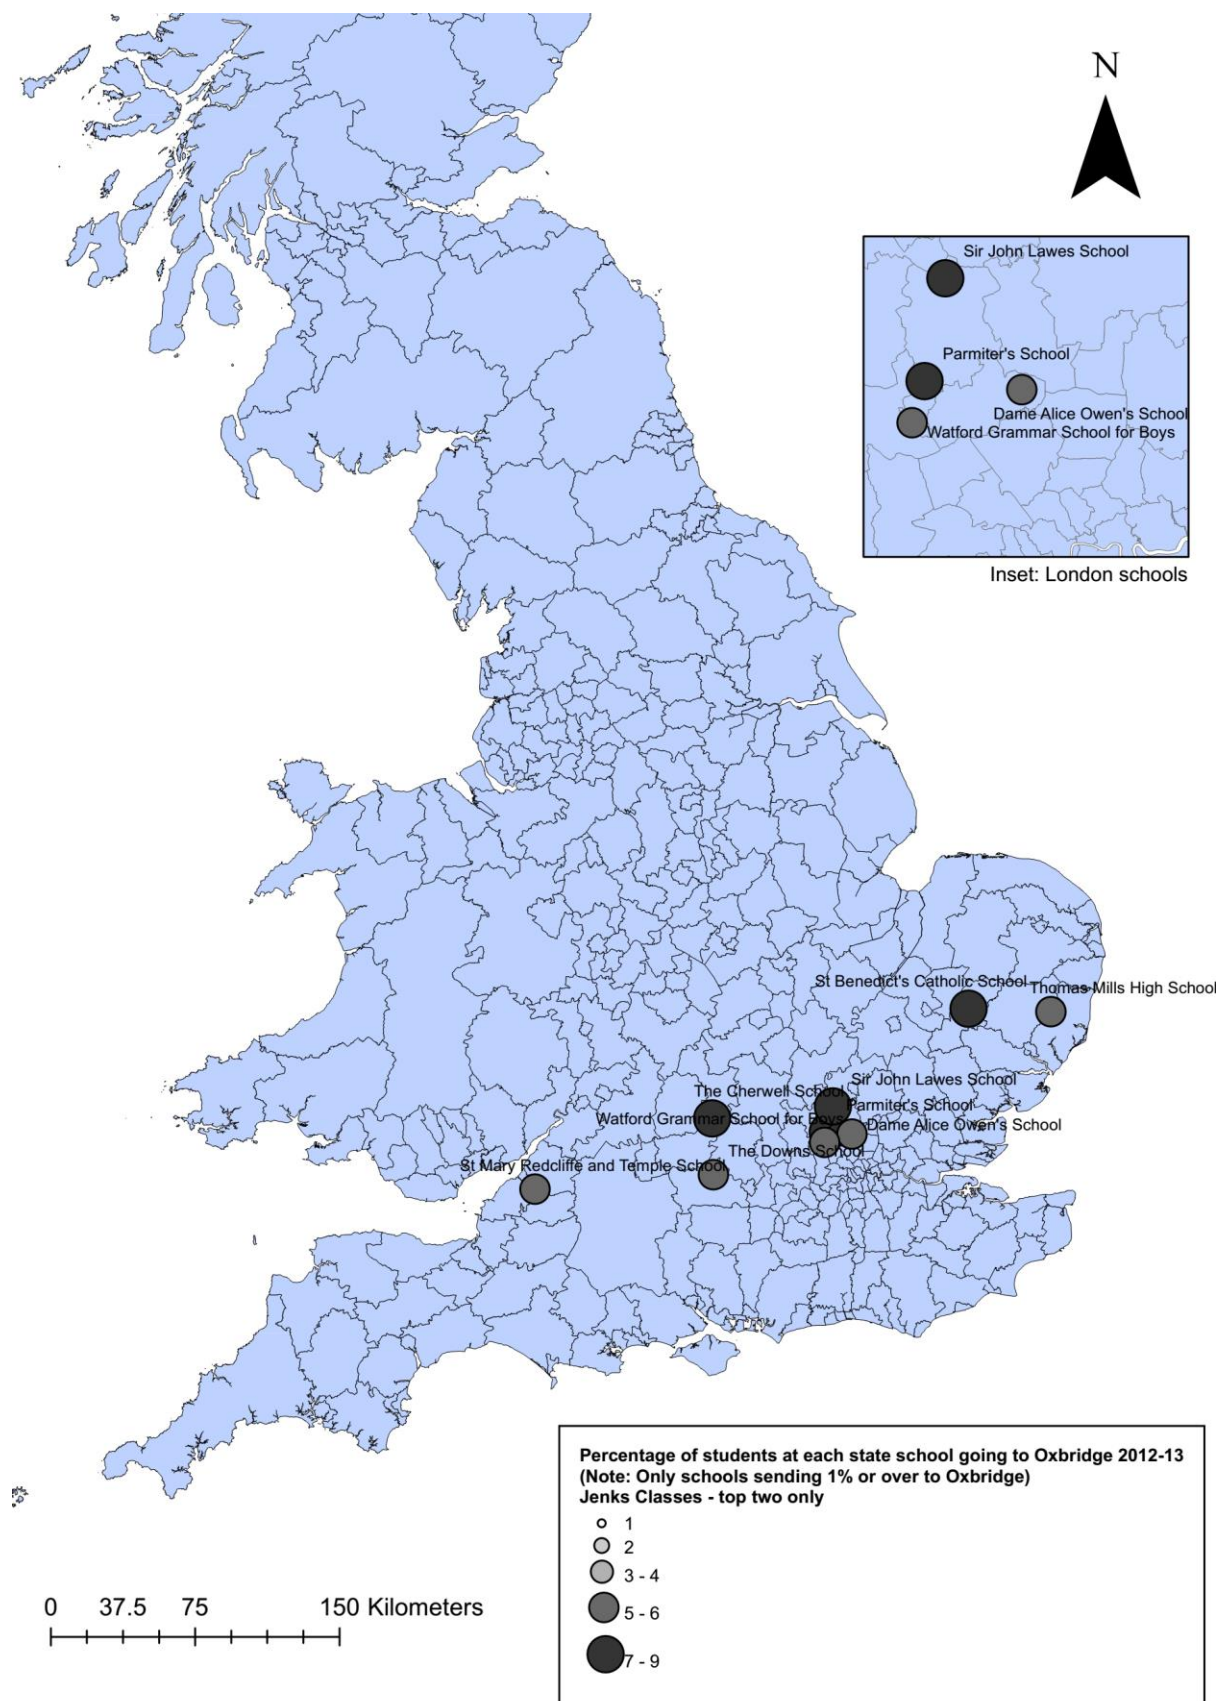 N
Sir John Lawes School
Parmiter's School
Dame Alice Owen's School
Watford Grammar School for Boys
Inset: London schools
St Benedict's Catholic School
Thomas Mills High School
Sir John Lawes School
The Cherwell School
Parmiter's School
Watford Grammar School for Boys
Dame Alice Owen's School
The Downs School
St Mary Redcliffe and Temple School
Percentage of students at each state school going to Oxbridge 2012-13
(Note: Only schools sending 1% or over to Oxbridge)
Jenks Classes - top two only
1
2
3 - 4
5 - 6
7 - 9
0 37.5 75 150 Kilometers